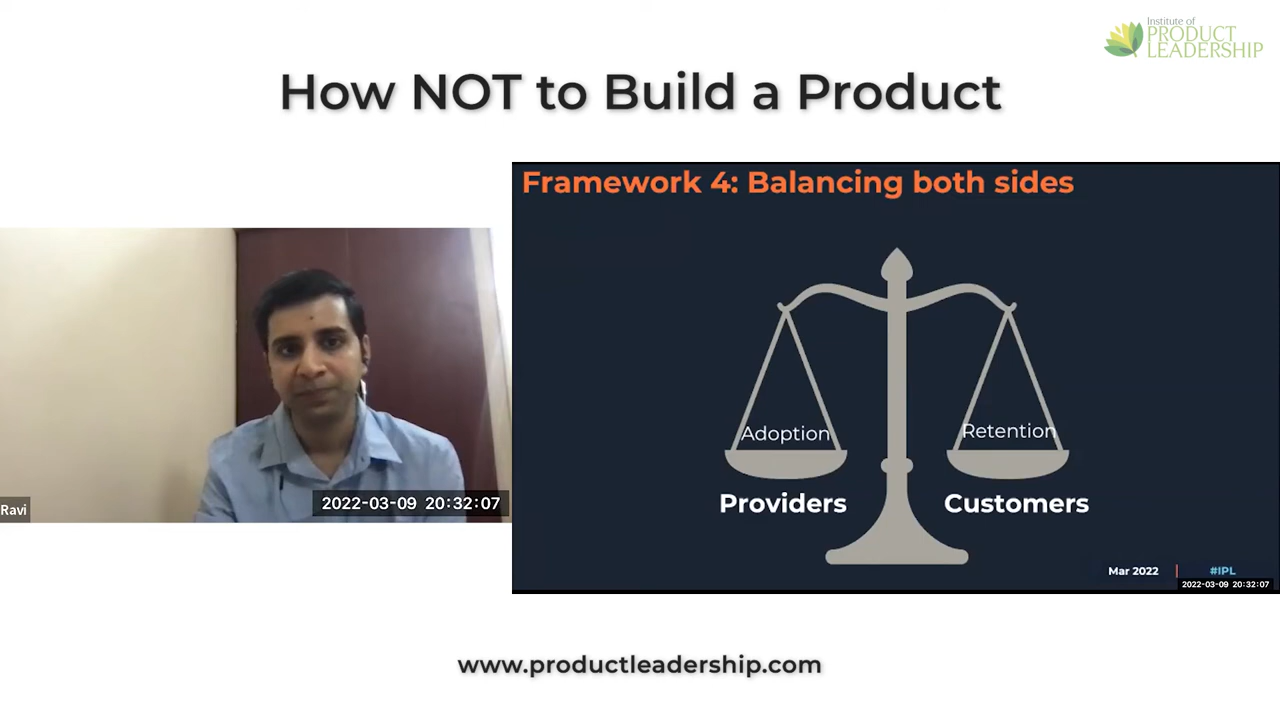 Institute of
PRODUCT
LEADERSHIP
How NOT to Build a Product
Framework 4: Balancing both sides
Adoption
Retention
Providers
Customers
Ravi
2022-03-09 20:32:07
Mar 2022
#IPL
2022-03-09 20:32:07
www.productleadership.com